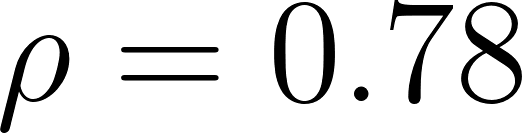 ρ = 0.78